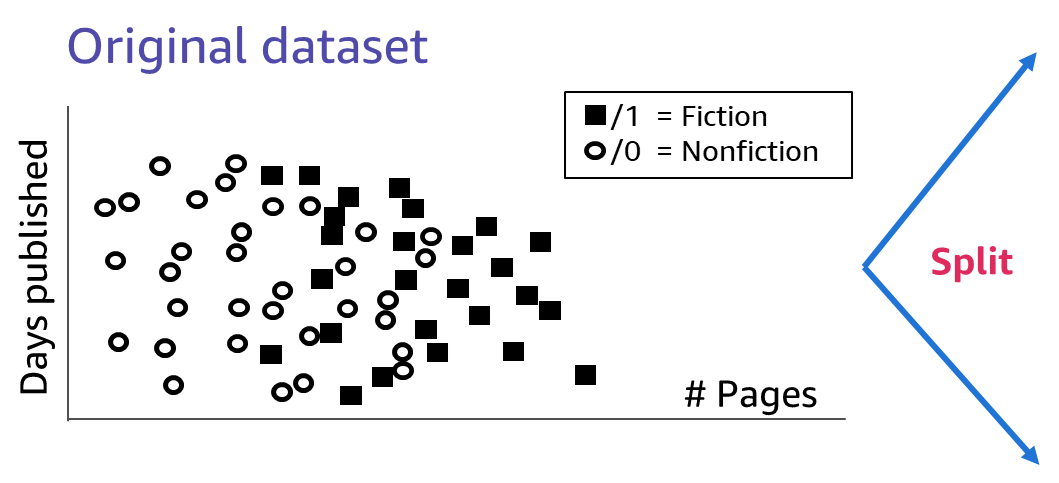 Original dataset
/1 = Fiction
/0 = Nonfiction
Days published
Split
# Pages